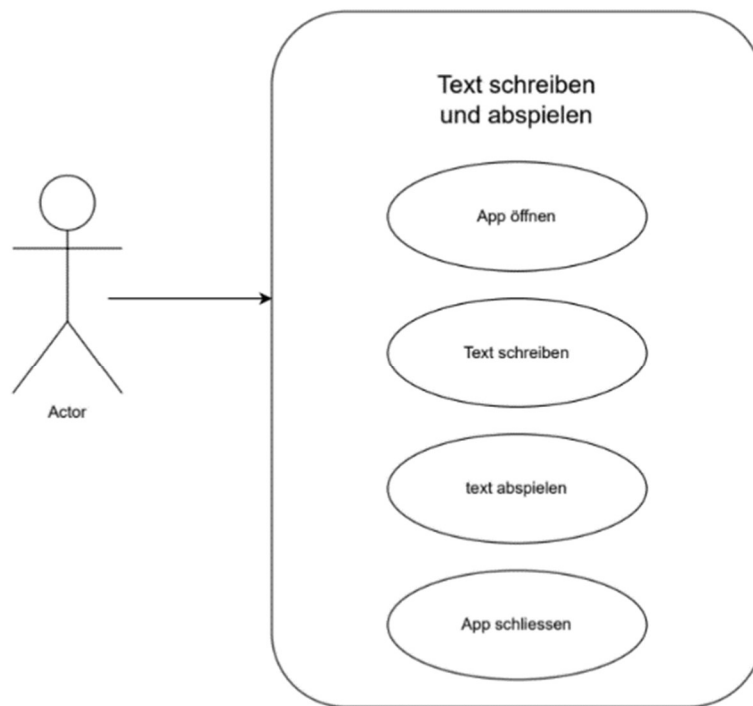 Text schreiben
und abspielen
App öffnen
Text schreiben
Actor
text abspielen
App schliessen